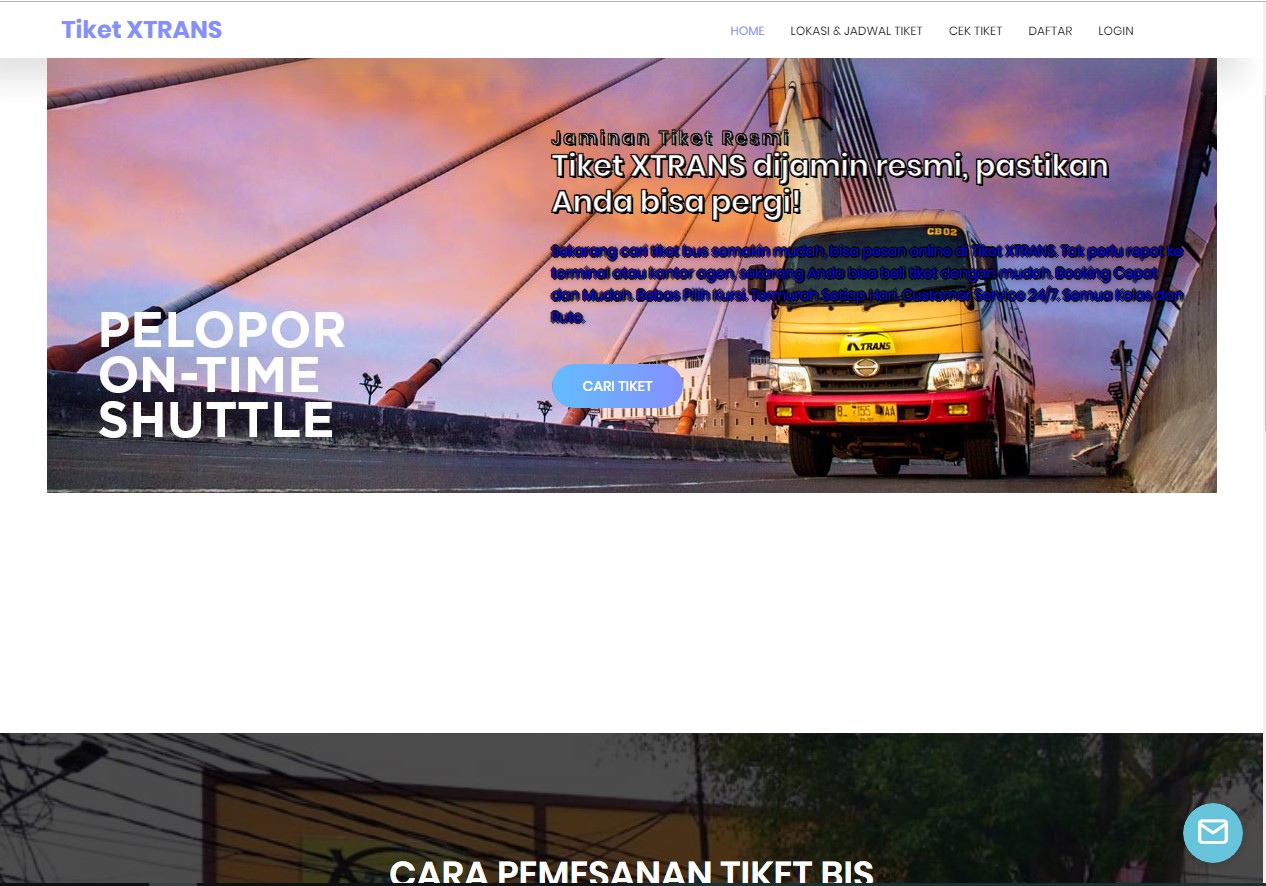 Tiket XTRANS
HOME
LOKASI & JADWAL TIKET
CEK TIKET
DAFTAR
LOGIN
Jaminan Tiket Resmi
Tiket XTRANS dijamin resmi, pastikan
Anda bisa pergi!
Sekarang cari tiket bus semakin mudah, bisa pesan online di Tiket XTRANS. Tak perlu repot ke
terminal atau kantor agen, sekarang Anda bisa beli tiket dengan mudah. Booking Cepat
dan Mudah. Bebas Pilih Kursi. Termurah Setiap Hari. Customer Service 24/7. Semua Kelas dan
Rute.
CARI TIKET
PELOPOR
ON-TIME
SHUTTLE
CB 02
XTRANS
CARA PEMESANAN TIKET BIS